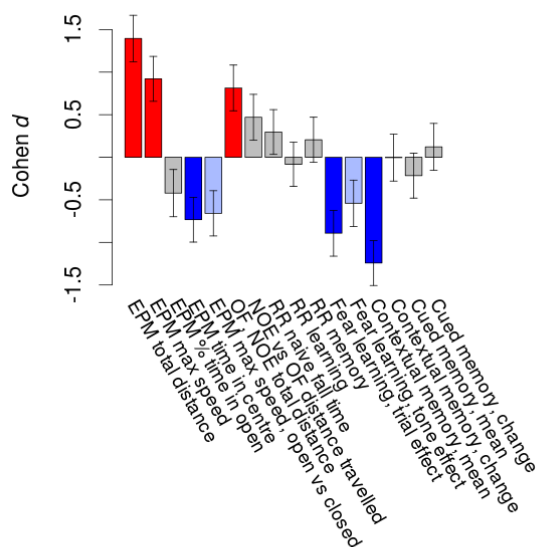 Cohen d
1.5
0.5
-0.5
-1.5
EPM total distance
EPM max speed
EPM % time in open
EPM time in centre
EPM, max speed, open vs closed
OF, NOE total distance
NOE vs OF distance travelled
RR naive fall time
RR learning
RR memory
Fear learning, trial effect
Fear learning, tone effect
Contextual memory, mean
Contextual memory, change
Cued memory, mean
Cued memory, change